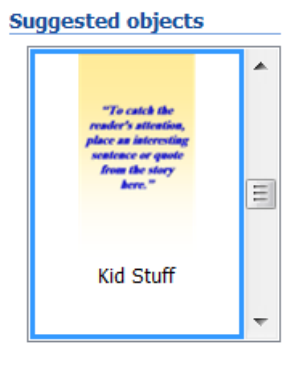 Suggested objects
"To catch the
reader's attention,
place an interesting
sentence or quote
from the story
here."
Kid Stuff